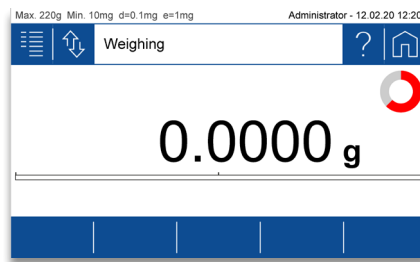 Max. 220g Min. 10mg d=0.1mg e=1mg Administrator - 12.02.20 12:20
Weighing ?
0.0000 g